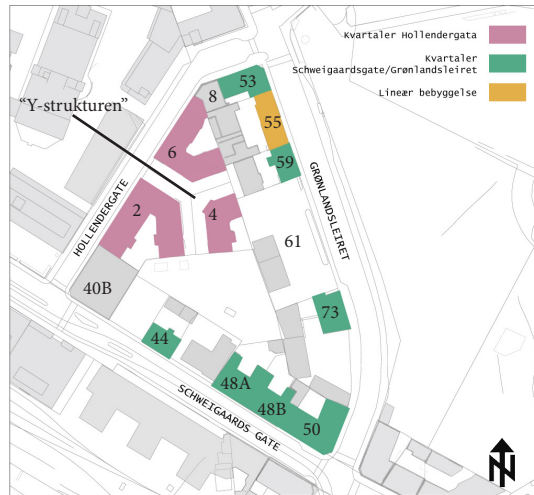 Kvartaler Hollendergata
Kvartaler
Schweigaardsgate/Grønlandsleiret
Lineær bebyggelse
“Y-strukturen”
53
8
55
6
59
GRØNLANDSLEIRET
HOLLENDERGATE
2
4
61
40B
73
44
48A
48B
50
SCHWEIGAARDS GATE
N